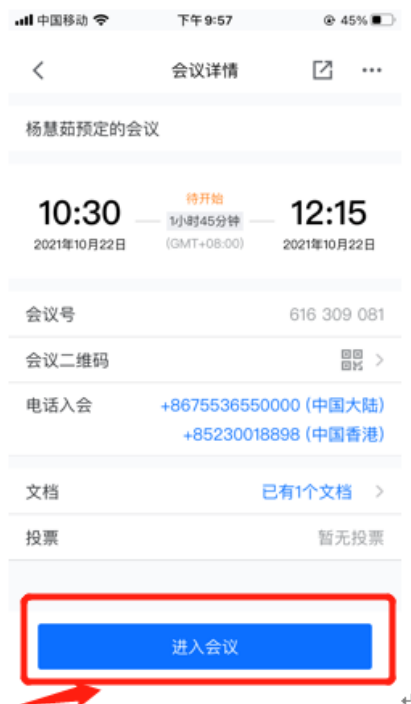 中国移动 下午9:57 45%
会议详情
杨慧茹预定的会议
待开始
10:30 1小时45分钟 12:15
2021年10月22日 (GMT+08:00) 2021年10月22日
会议号 616 309 081
会议二维码
电话入会 +8675536550000 (中国大陆)
+85230018898 (中国香港)
文档 已有1个文档
投票 暂无投票
进入会议